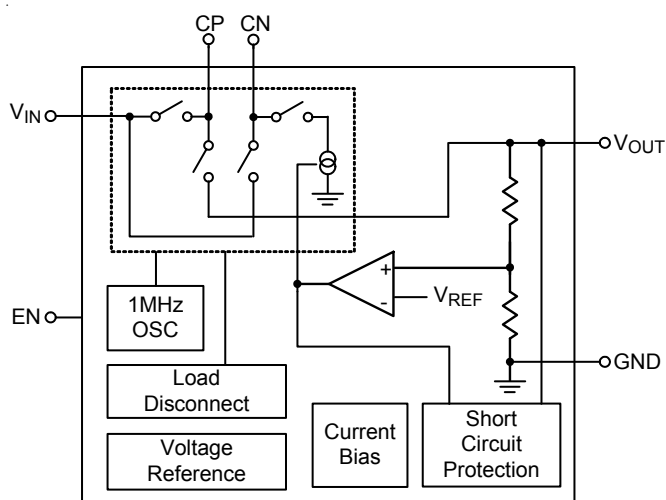 CP CN
VIN
VOUT
+
-
VREF
1MHz
OSC
EN
GND
Load
Disconnect
Voltage
Reference
Current
Bias
Short
Circuit
Protection